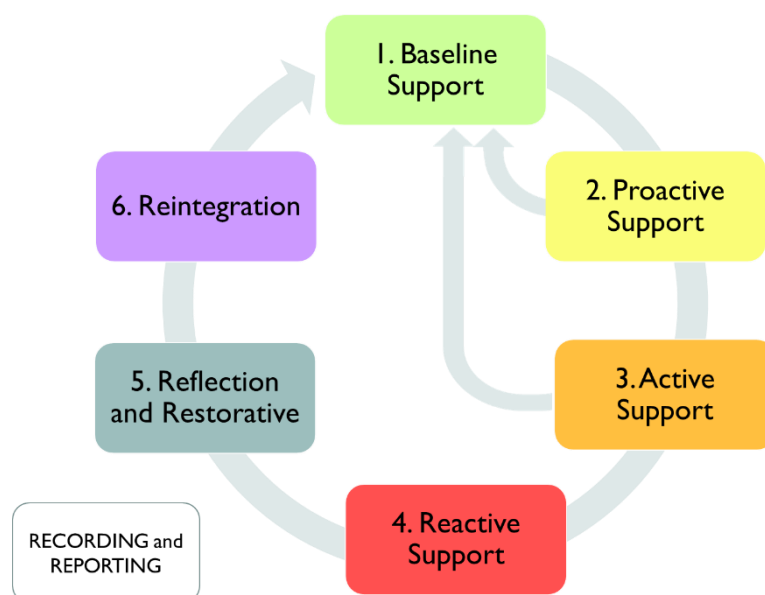 1. Baseline
Support
2. Proactive
Support
3. Active
Support
4. Reactive
Support
5. Reflection
and Restorative
6. Reintegration
RECORDING and
REPORTING